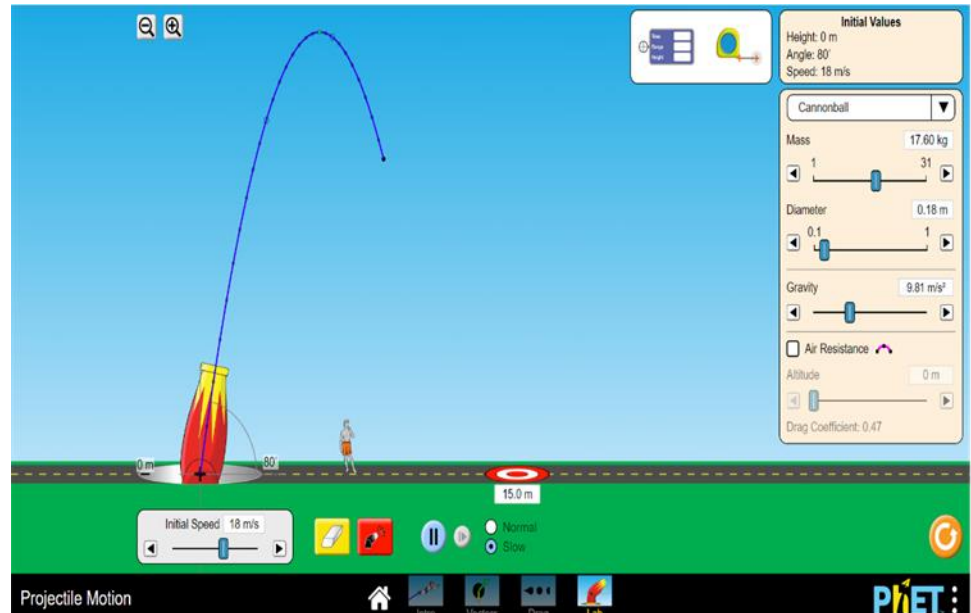 Initial Values
Height: 0 m
Angle: 80°
Speed: 18 m/s
Cannonball
Mass
17.60 kg
1
31
Diameter
0.18 m
0.1
1
Gravity
9.81 m/s²
Air Resistance
Altitude
0 m
Drag Coefficient: 0.47
0 m
80°
15.0 m
Initial Speed
18 m/s
Normal
Slow
Projectile Motion
Lab
PhET